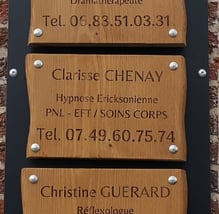 Dramathérapeute
Tel. 06.83.51.03.31
Clarisse CHENAY
Hypnose Ericksonienne
PNL - EFT / SOINS CORPS
Tel. 07.49.60.75.74
Christine GUERARD
Réflexologue